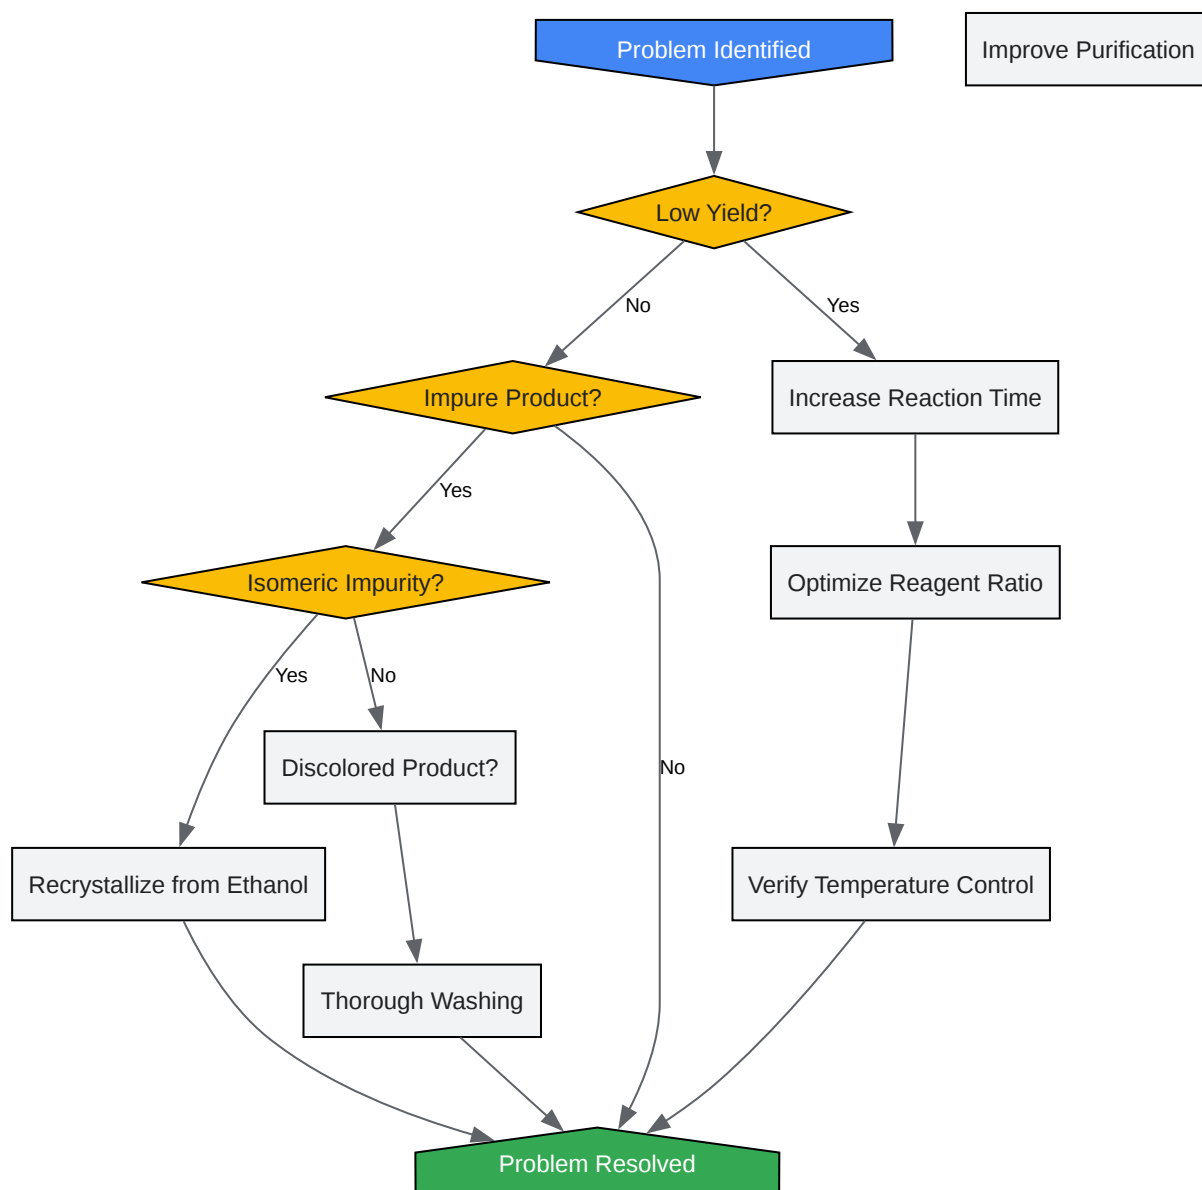 Problem Identified
Improve Purification
Low Yield?
No
Yes
Impure Product?
Increase Reaction Time
Yes
Isomeric Impurity?
Optimize Reagent Ratio
Yes
No
Discolored Product?
No
Recrystallize from Ethanol
Verify Temperature Control
Thorough Washing
Problem Resolved